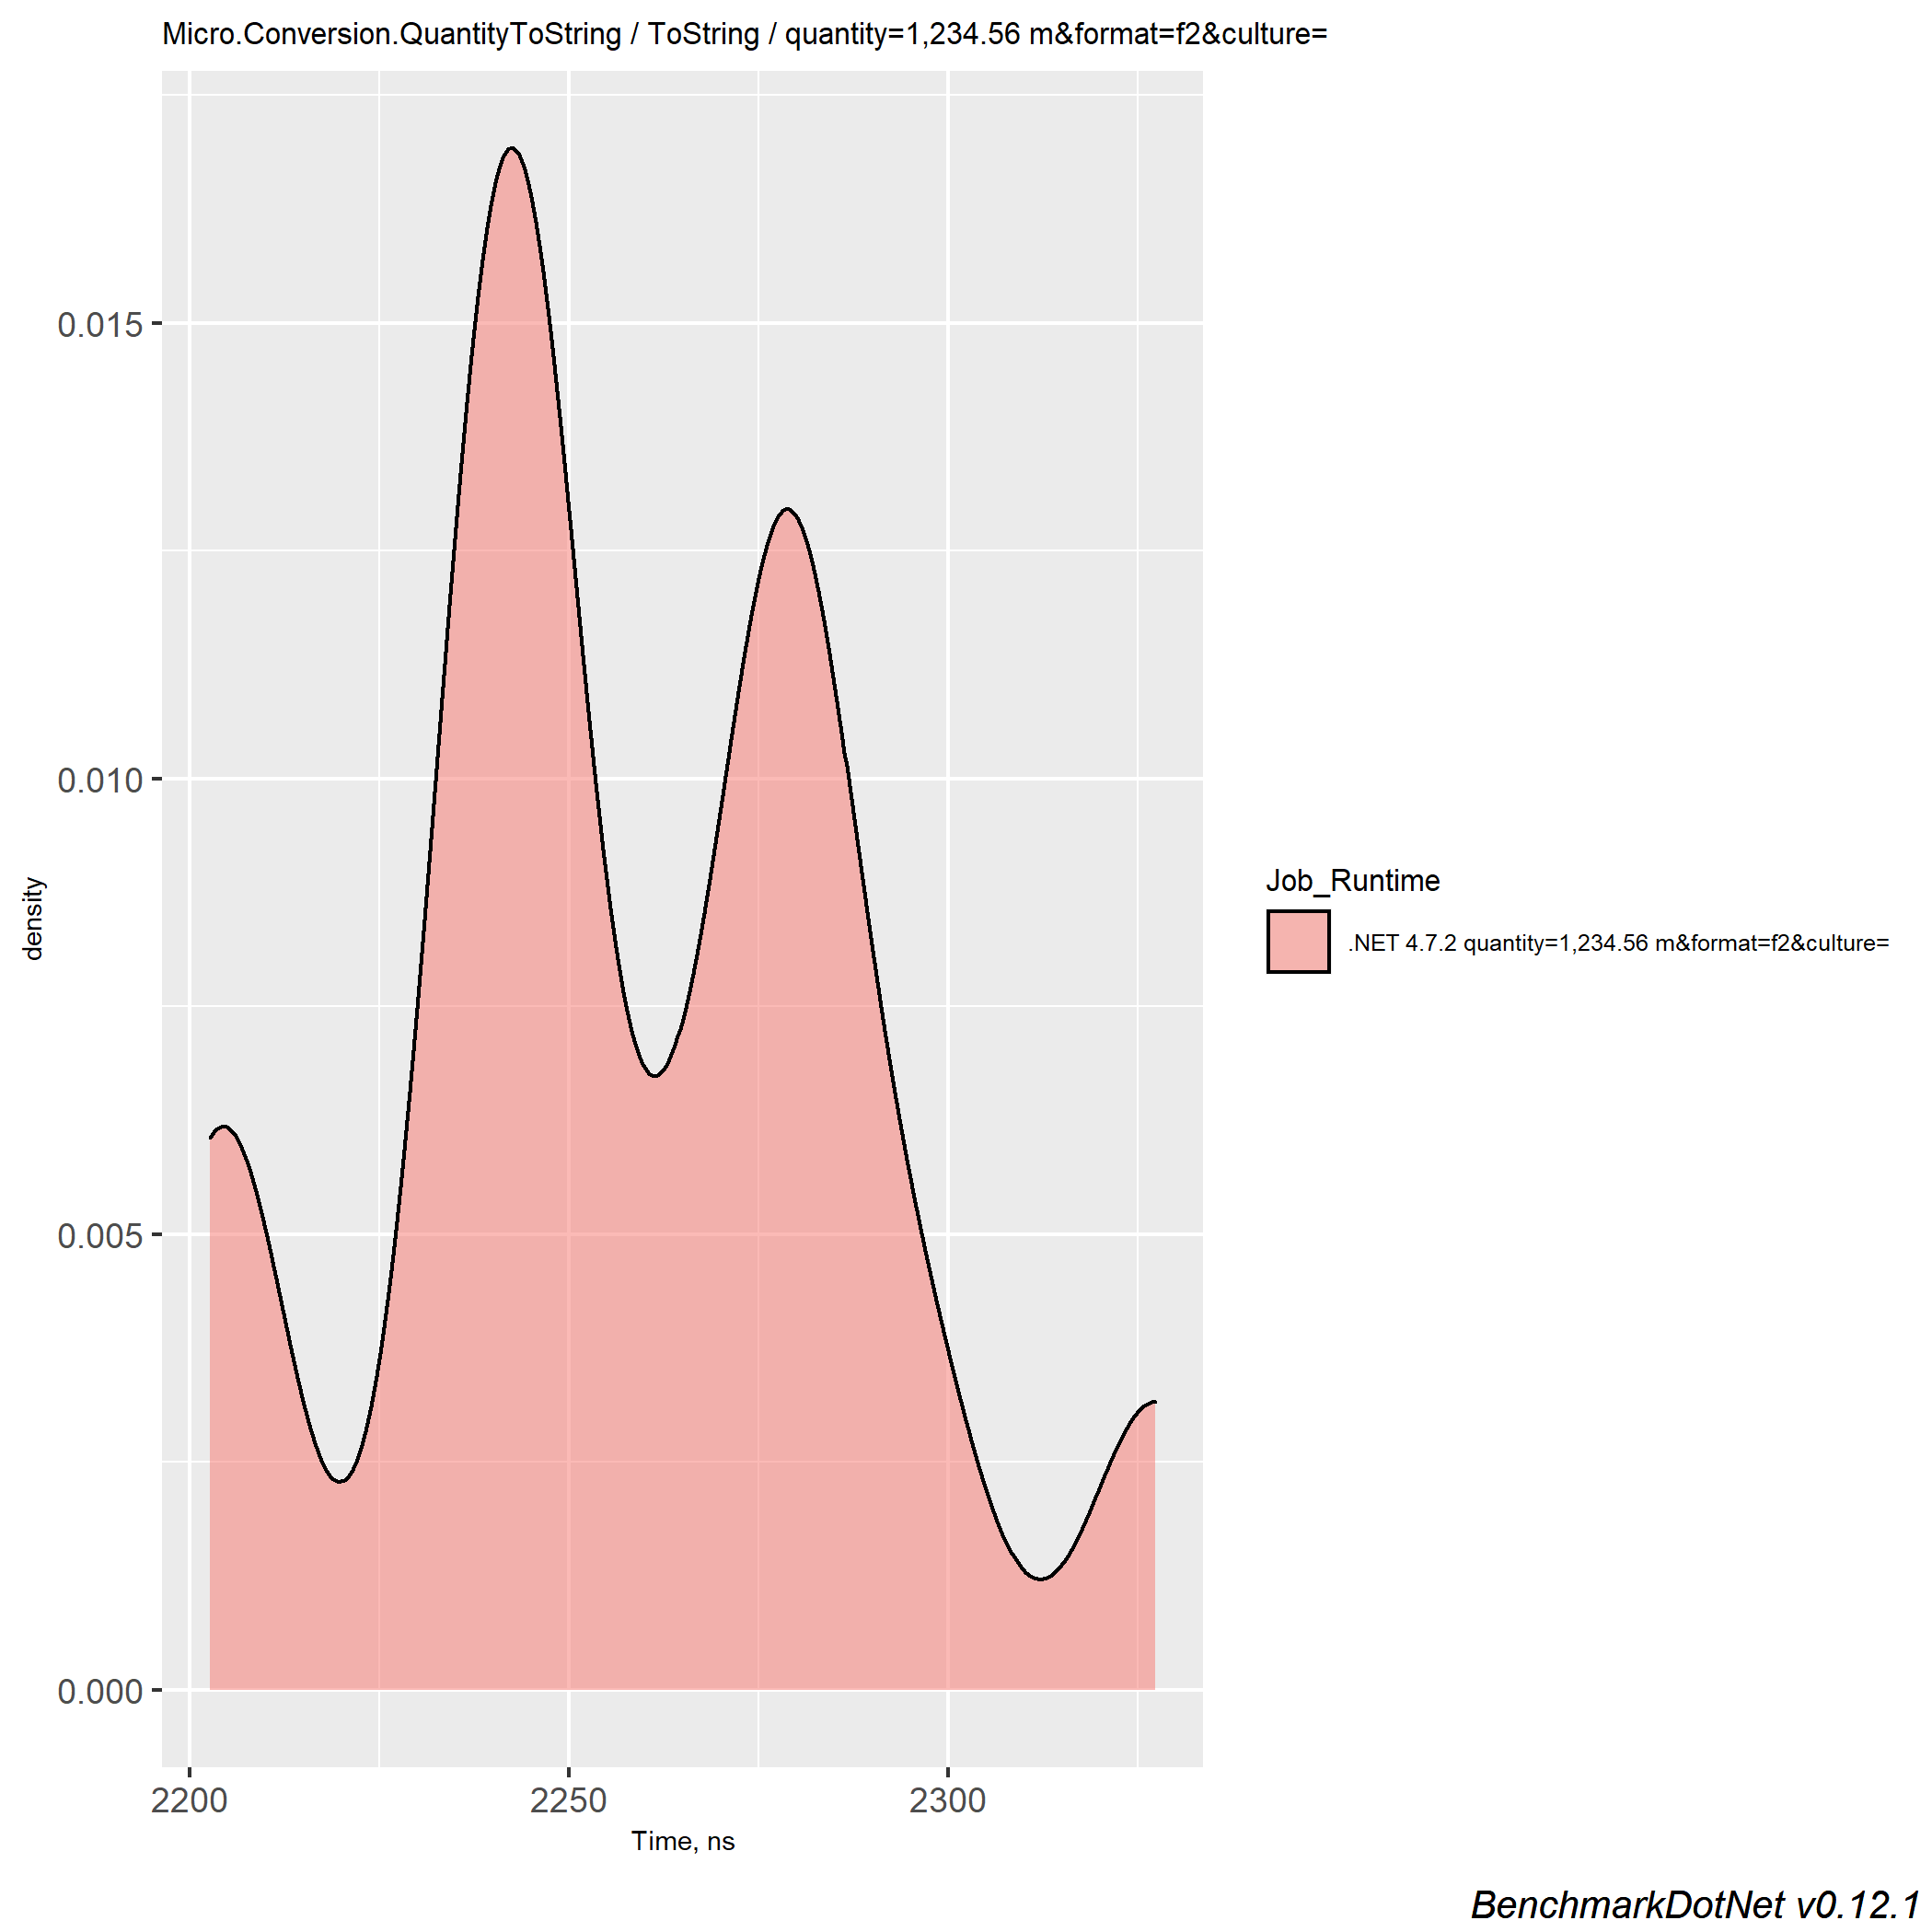 Micro.Conversion.QuantityToString / ToString / quantity=1,234.56 m&format=f2&culture=
0.015
0.010
0.005
0.000
density
2200 2250 2300
Time, ns
Job_Runtime
.NET 4.7.2 quantity=1,234.56 m&format=f2&culture=
BenchmarkDotNet v0.12.1